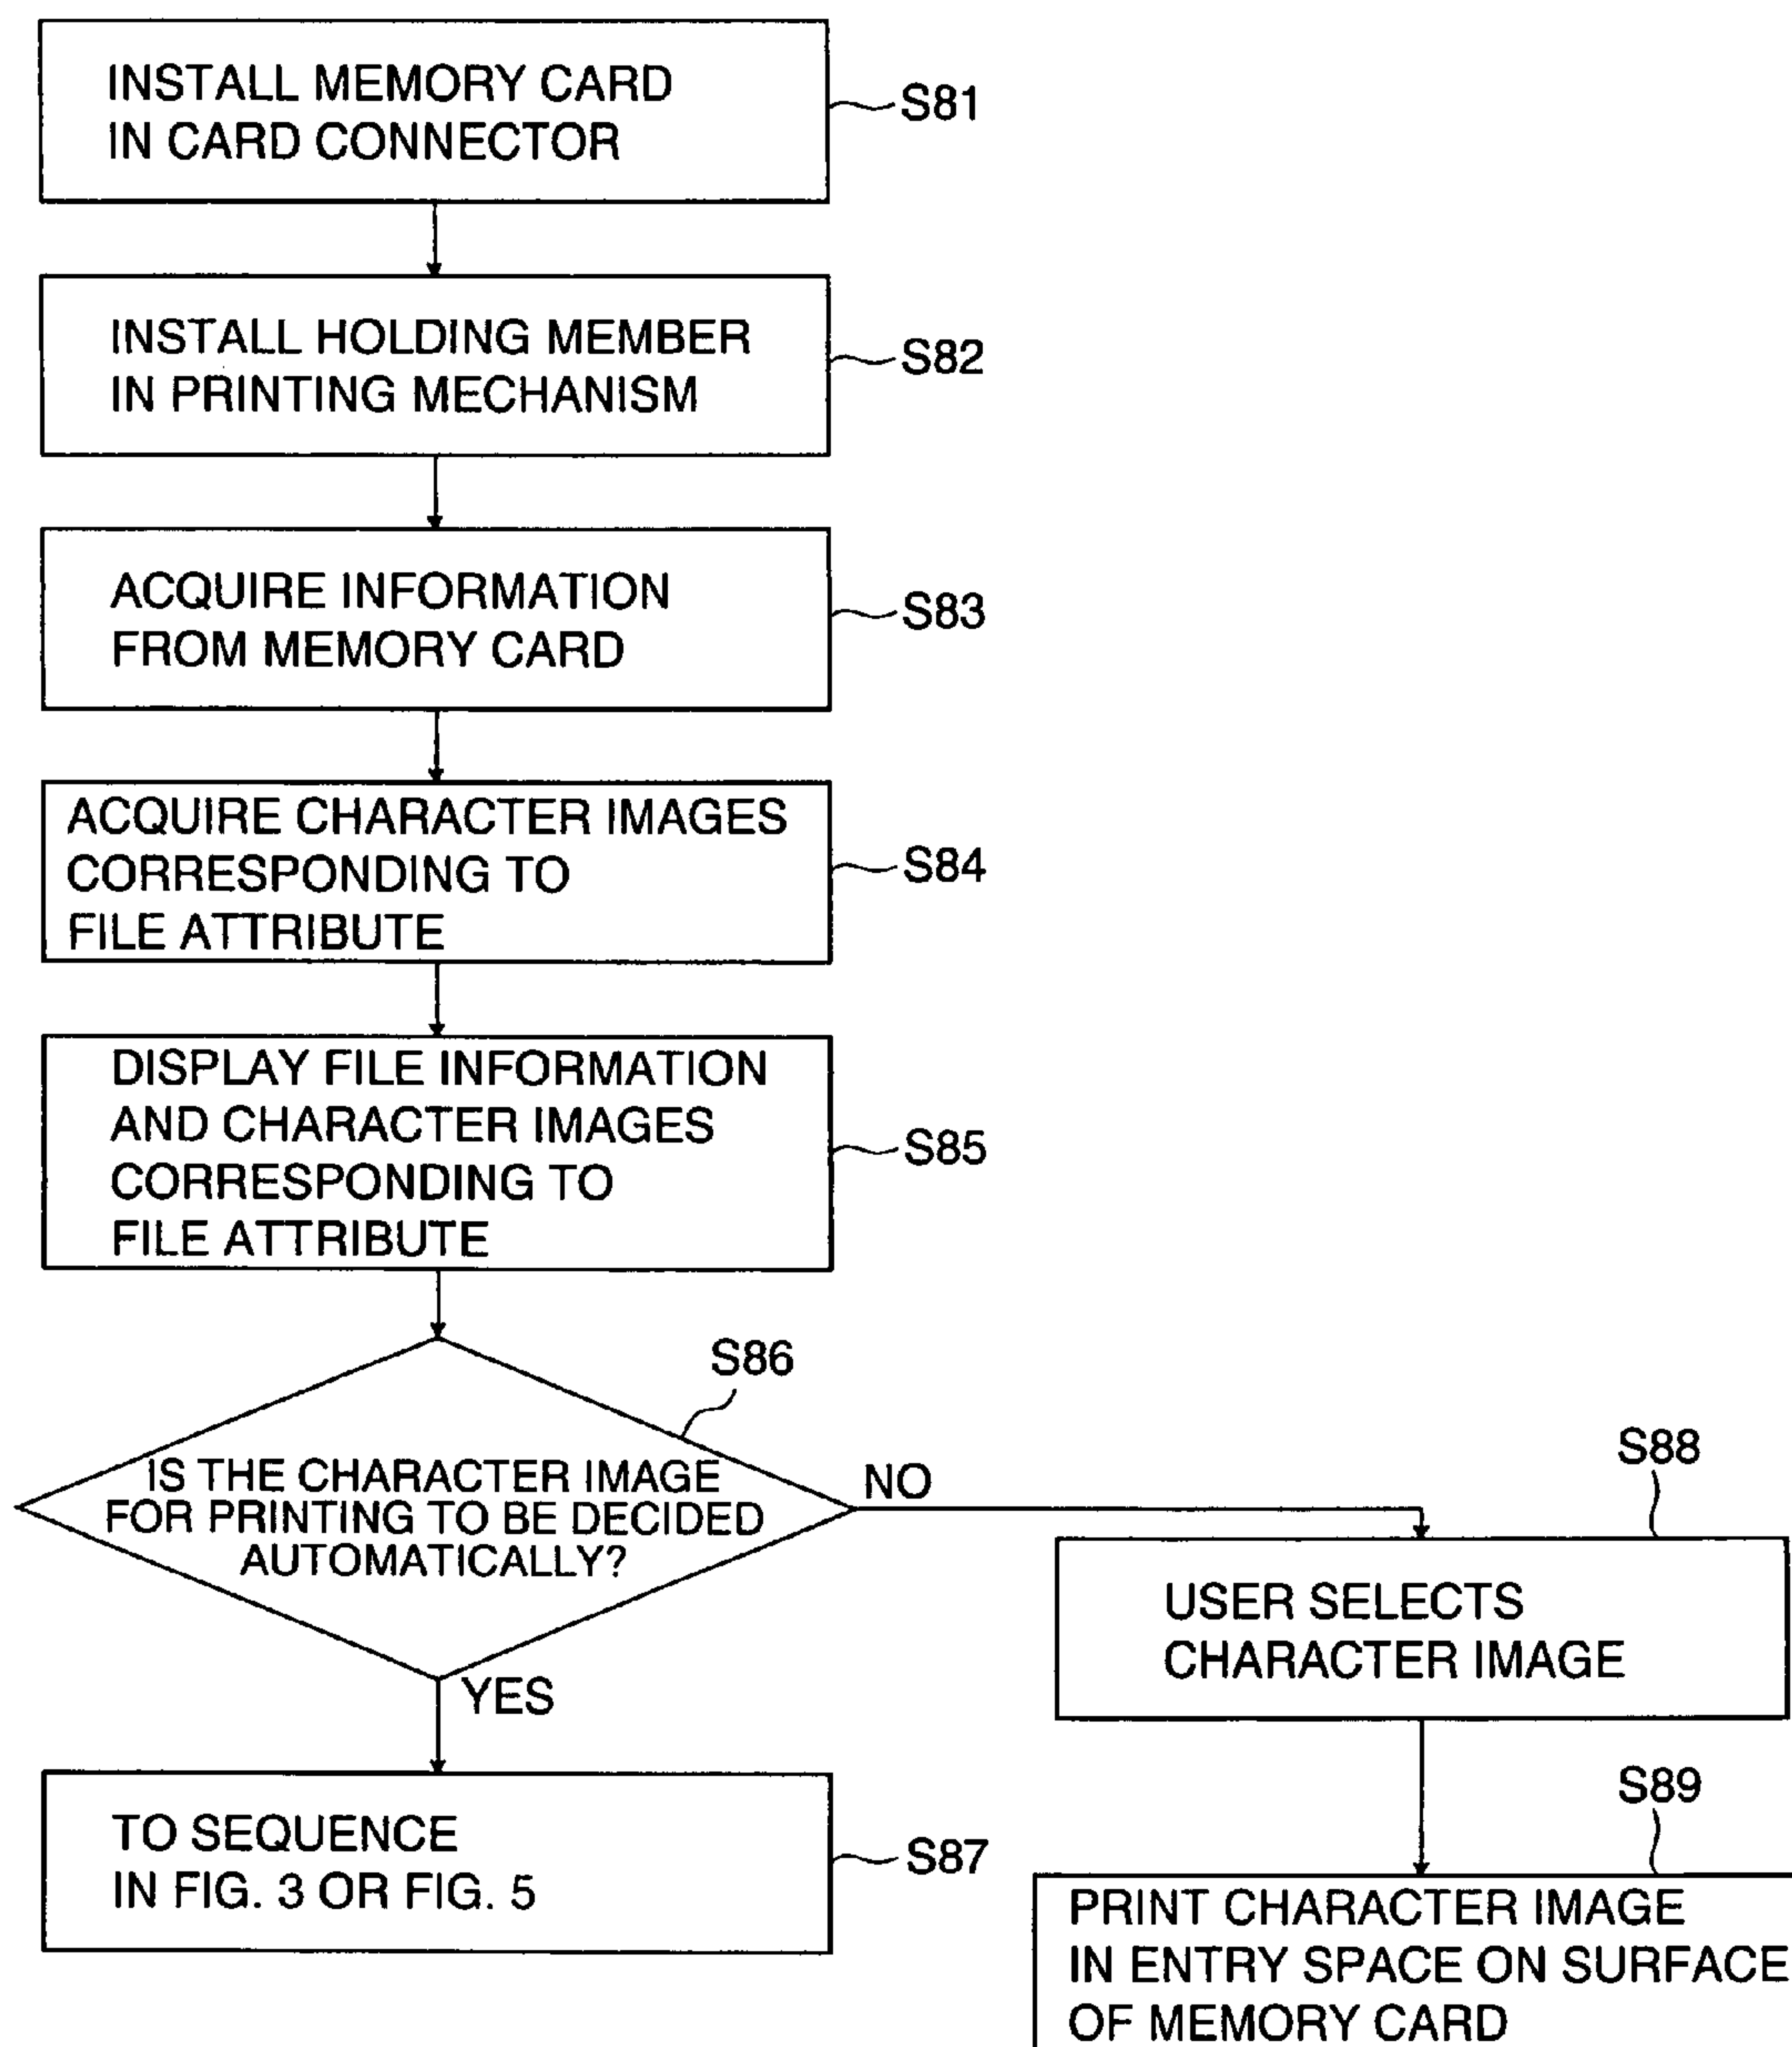 INSTALL MEMORY CARD
IN CARD CONNECTOR
S81
INSTALL HOLDING MEMBER
IN PRINTING MECHANISM
S82
ACQUIRE INFORMATION
FROM MEMORY CARD
S83
ACQUIRE CHARACTER IMAGES
CORRESPONDING TO
FILE ATTRIBUTE
S84
DISPLAY FILE INFORMATION
AND CHARACTER IMAGES
CORRESPONDING TO
FILE ATTRIBUTE
S85
S86
IS THE CHARACTER IMAGE
FOR PRINTING TO BE DECIDED
AUTOMATICALLY?
NO
YES
TO SEQUENCE
IN FIG. 3 OR FIG. 5
S87
S88
USER SELECTS
CHARACTER IMAGE
S89
PRINT CHARACTER IMAGE
IN ENTRY SPACE ON SURFACE
OF MEMORY CARD